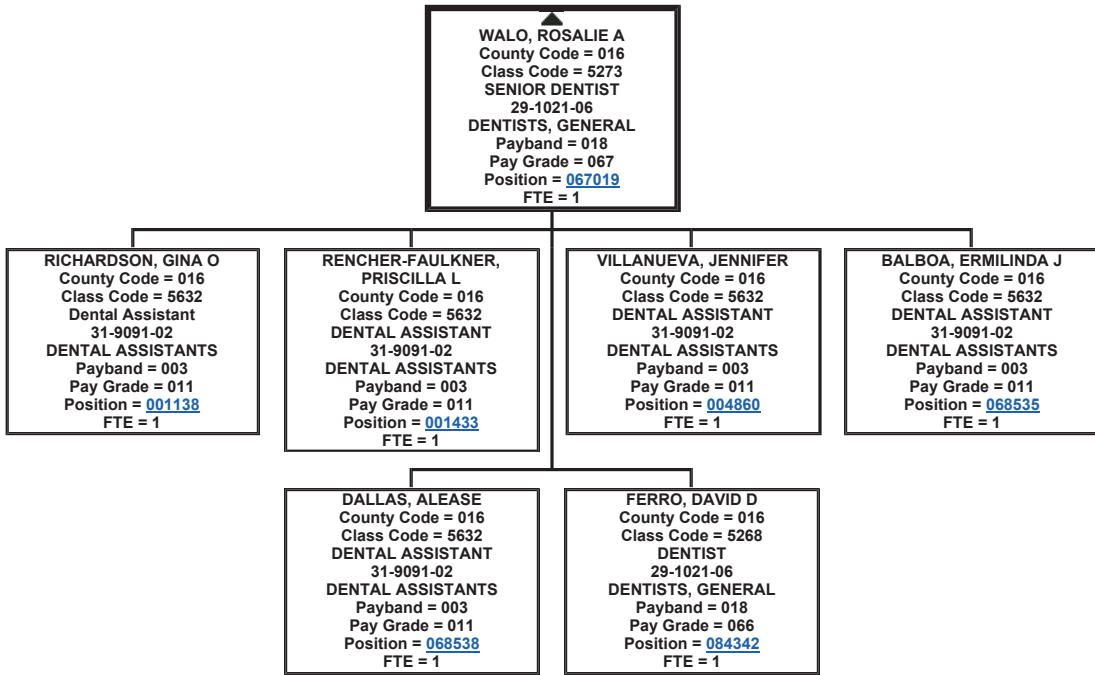 WALO, ROSALIE A
County Code = 016
Class Code = 5273
SENIOR DENTIST
29-1021-06
DENTISTS, GENERAL
Payband = 018
Pay Grade = 067
Position = 067019
FTE = 1
RICHARDSON, GINA O
County Code = 016
Class Code = 5632
Dental Assistant
31-9091-02
DENTAL ASSISTANTS
Payband = 003
Pay Grade = 011
Position = 001138
FTE = 1
RENCHER-FAULKNER,
PRISCILLA L
County Code = 016
Class Code = 5632
DENTAL ASSISTANT
31-9091-02
DENTAL ASSISTANTS
Payband = 003
Pay Grade = 011
Position = 001433
FTE = 1
VILLANUEVA, JENNIFER
County Code = 016
Class Code = 5632
DENTAL ASSISTANT
31-9091-02
DENTAL ASSISTANTS
Payband = 003
Pay Grade = 011
Position = 004860
FTE = 1
BALBOA, ERMILINDA J
County Code = 016
Class Code = 5632
DENTAL ASSISTANT
31-9091-02
DENTAL ASSISTANTS
Payband = 003
Pay Grade = 011
Position = 068535
FTE = 1
DALLAS, ALEASE
County Code = 016
Class Code = 5632
DENTAL ASSISTANT
31-9091-02
DENTAL ASSISTANTS
Payband = 003
Pay Grade = 011
Position = 068538
FTE = 1
FERRO, DAVID D
County Code = 016
Class Code = 5268
DENTIST
29-1021-06
DENTISTS, GENERAL
Payband = 018
Pay Grade = 066
Position = 084342
FTE = 1